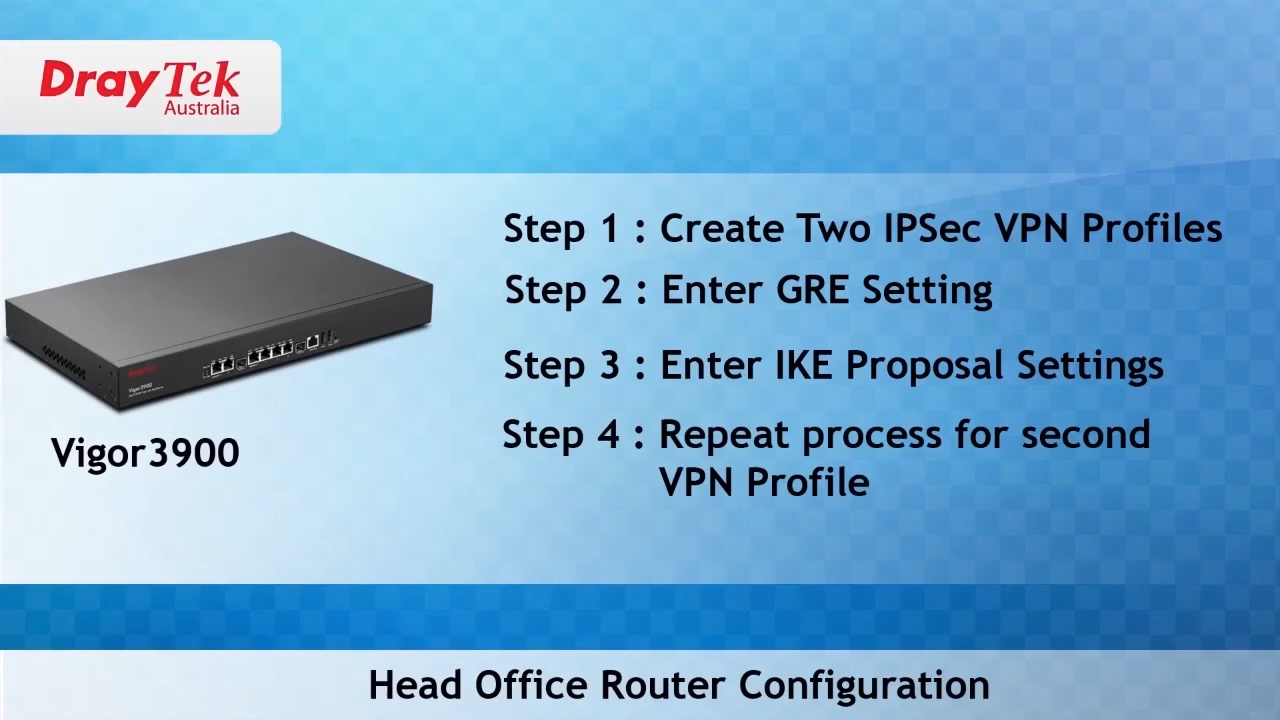 DrayTek
Australia
Step 1 : Create Two IPSec VPN Profiles
Step 2 : Enter GRE Setting
Step 3 : Enter IKE Proposal Settings
Step 4 : Repeat process for second
VPN Profile
Vigor3900
Vigor3900
Head Office Router Configuration